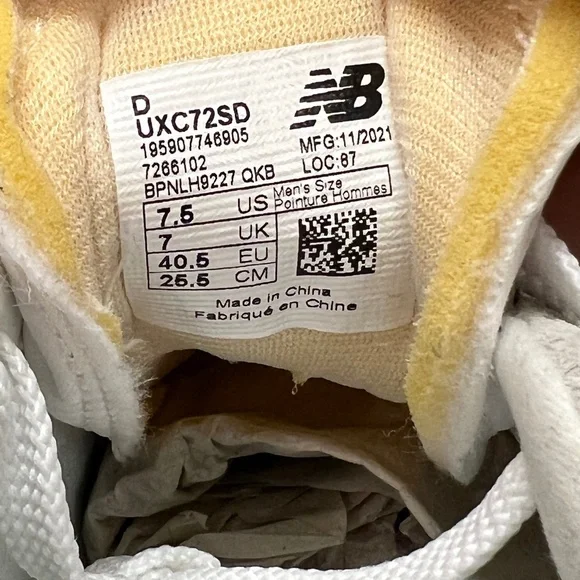 D
UXC72SD
195907746905
7266102
BPNLH9227 QKB
NB
MFG:11/2021
LOC:87
7.5 US Men's Size
Pointure Hommes
7 UK
40.5 EU
25.5 CM
Made in China
Fabriqué en Chine